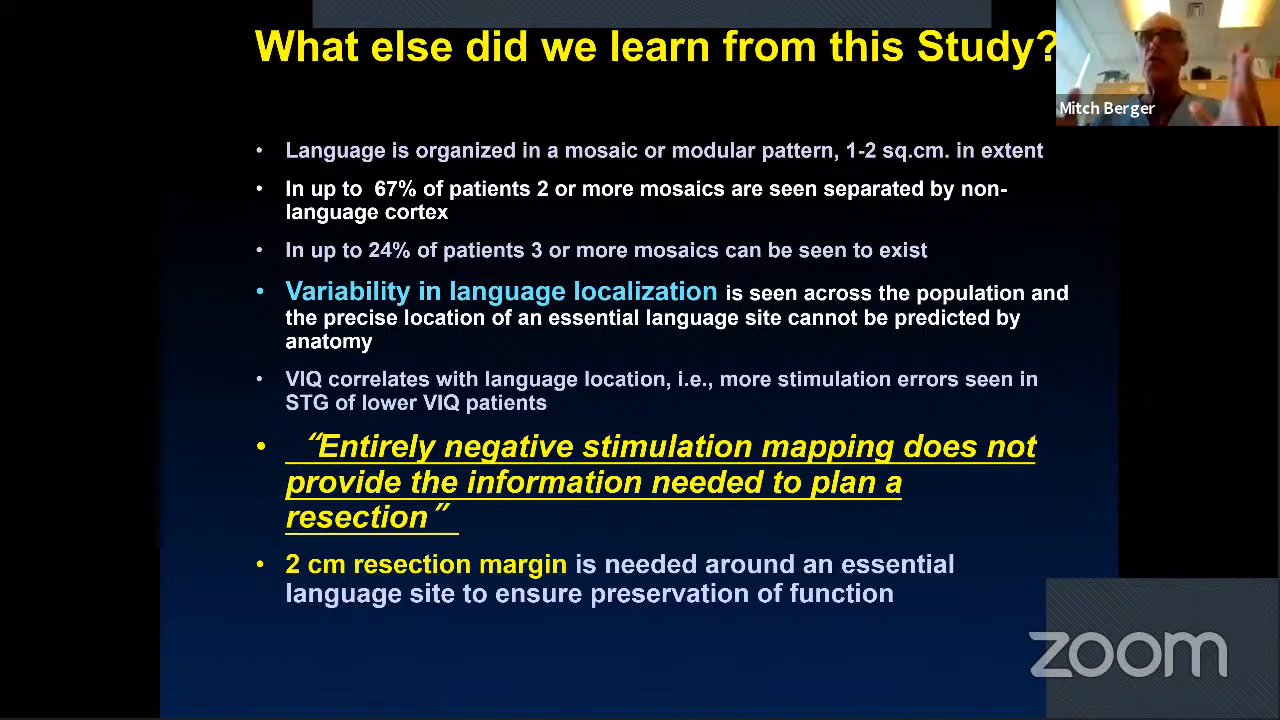 What else did we learn from this Study?
Mitch Berger
• Language is organized in a mosaic or modular pattern, 1-2 sq.cm. in extent
• In up to 67% of patients 2 or more mosaics are seen separated by non-
language cortex
• In up to 24% of patients 3 or more mosaics can be seen to exist
• Variability in language localization is seen across the population and
the precise location of an essential language site cannot be predicted by
anatomy
• VIQ correlates with language location, i.e., more stimulation errors seen in
STG of lower VIQ patients
• “Entirely negative stimulation mapping does not
provide the information needed to plan a
resection”
• 2 cm resection margin is needed around an essential
language site to ensure preservation of function
zoom